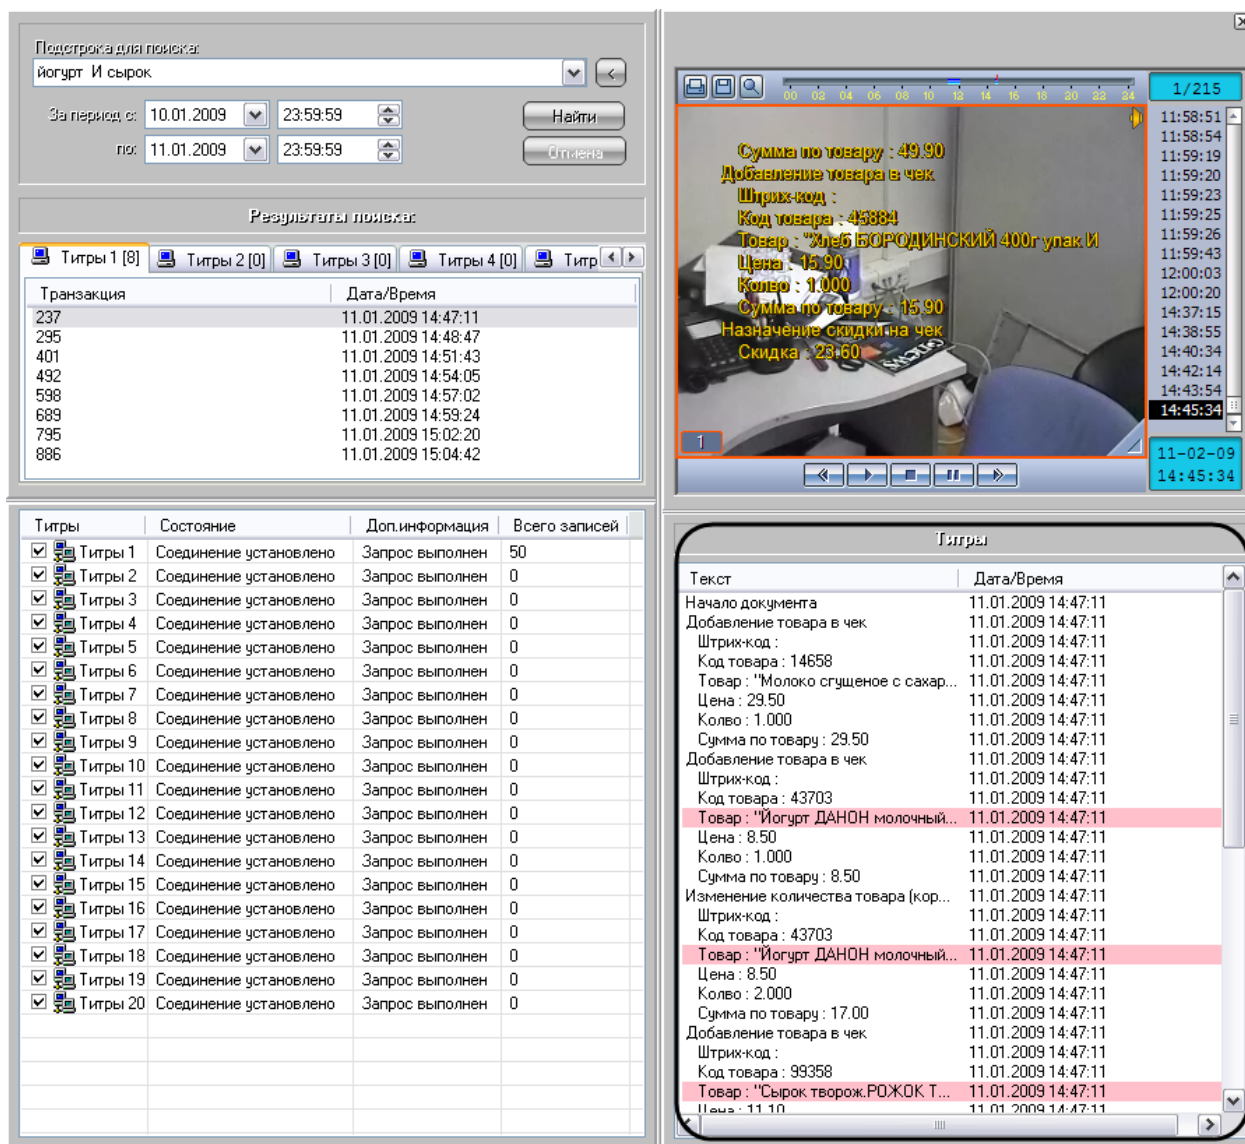 Подстрока для поиска:
йогурт И сырок
<
За период с: 10.01.2009 23:59:59 Найти
по: 11.01.2009 23:59:59 Отмена
Результаты поиска:
Титры 1 [8] Титры 2 [0] Титры 3 [0] Титры 4 [0] Титр
Транзакция Дата/Время
237 11.01.2009 14:47:11
295 11.01.2009 14:48:47
401 11.01.2009 14:51:43
492 11.01.2009 14:54:05
598 11.01.2009 14:57:02
689 11.01.2009 14:59:24
795 11.01.2009 15:02:20
886 11.01.2009 15:04:42
00 02 04 06 08 10 12 14 16 18 20 22 24
Сумма по товару : 49.90
Добавление товара в чек
Штрих-код :
Код товара : 45884
Товар : "Хлеб БОРОДИНСКИЙ 400г упак И
Цена : 15.90
Колво : 1.000
Сумма по товару : 15.90
Назначение скидки на чек
Скидка : 23.60
1
1/215
11:58:51
11:58:54
11:59:19
11:59:20
11:59:23
11:59:25
11:59:26
11:59:43
12:00:03
12:00:20
14:37:15
14:38:55
14:40:34
14:42:14
14:43:54
14:45:34
11-02-09
14:45:34
Титры Состояние Доп.информация Всего записей
Титры 1 Соединение установлено Запрос выполнен 50
Титры 2 Соединение установлено Запрос выполнен 0
Титры 3 Соединение установлено Запрос выполнен 0
Титры 4 Соединение установлено Запрос выполнен 0
Титры 5 Соединение установлено Запрос выполнен 0
Титры 6 Соединение установлено Запрос выполнен 0
Титры 7 Соединение установлено Запрос выполнен 0
Титры 8 Соединение установлено Запрос выполнен 0
Титры 9 Соединение установлено Запрос выполнен 0
Титры 10 Соединение установлено Запрос выполнен 0
Титры 11 Соединение установлено Запрос выполнен 0
Титры 12 Соединение установлено Запрос выполнен 0
Титры 13 Соединение установлено Запрос выполнен 0
Титры 14 Соединение установлено Запрос выполнен 0
Титры 15 Соединение установлено Запрос выполнен 0
Титры 16 Соединение установлено Запрос выполнен 0
Титры 17 Соединение установлено Запрос выполнен 0
Титры 18 Соединение установлено Запрос выполнен 0
Титры 19 Соединение установлено Запрос выполнен 0
Титры 20 Соединение установлено Запрос выполнен 0
Титры
Текст Дата/Время
Начало документа 11.01.2009 14:47:11
Добавление товара в чек 11.01.2009 14:47:11
Штрих-код : 11.01.2009 14:47:11
Код товара : 14658 11.01.2009 14:47:11
Товар : "Молоко сгущеное с сахар... 11.01.2009 14:47:11
Цена : 29.50 11.01.2009 14:47:11
Колво : 1.000 11.01.2009 14:47:11
Сумма по товару : 29.50 11.01.2009 14:47:11
Добавление товара в чек 11.01.2009 14:47:11
Штрих-код : 11.01.2009 14:47:11
Код товара : 43703 11.01.2009 14:47:11
Товар : "Йогурт ДАНОН молочный... 11.01.2009 14:47:11
Цена : 8.50 11.01.2009 14:47:11
Колво : 1.000 11.01.2009 14:47:11
Сумма по товару : 8.50 11.01.2009 14:47:11
Изменение количества товара (кор... 11.01.2009 14:47:11
Штрих-код : 11.01.2009 14:47:11
Код товара : 43703 11.01.2009 14:47:11
Товар : "Йогурт ДАНОН молочный... 11.01.2009 14:47:11
Цена : 8.50 11.01.2009 14:47:11
Колво : 2.000 11.01.2009 14:47:11
Сумма по товару : 17.00 11.01.2009 14:47:11
Добавление товара в чек 11.01.2009 14:47:11
Штрих-код : 11.01.2009 14:47:11
Код товара : 99358 11.01.2009 14:47:11
Товар : "Сырок творож.РОЖОК Т... 11.01.2009 14:47:11
Цена : 11.10 11.01.2009 14:47:11